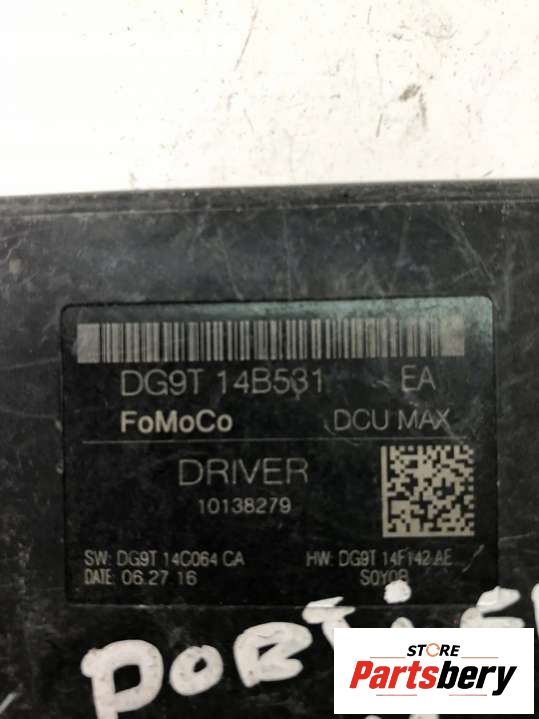 DG9T 14B531 EA
FoMoCo DCU MAX
DRIVER
10138279
SW: DG9T 14C064 CA HW: DG9T 14F142 AE
DATE: 06.27.16 S0Y0B
STORE
Partsbery